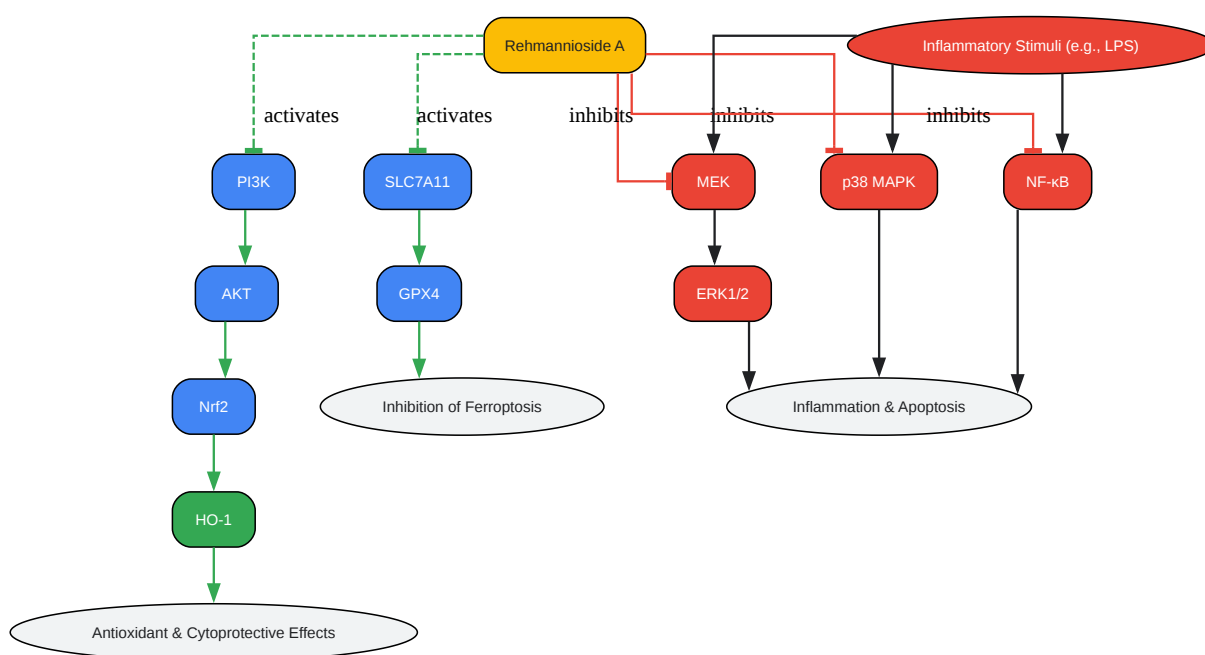 Rehmannioside A
Inflammatory Stimuli (e.g., LPS)
activates
activates
inhibits
inhibits
inhibits
PI3K
SLC7A11
MEK
p38 MAPK
NF-κB
AKT
GPX4
ERK1/2
Nrf2
Inhibition of Ferroptosis
Inflammation & Apoptosis
HO-1
Antioxidant & Cytoprotective Effects